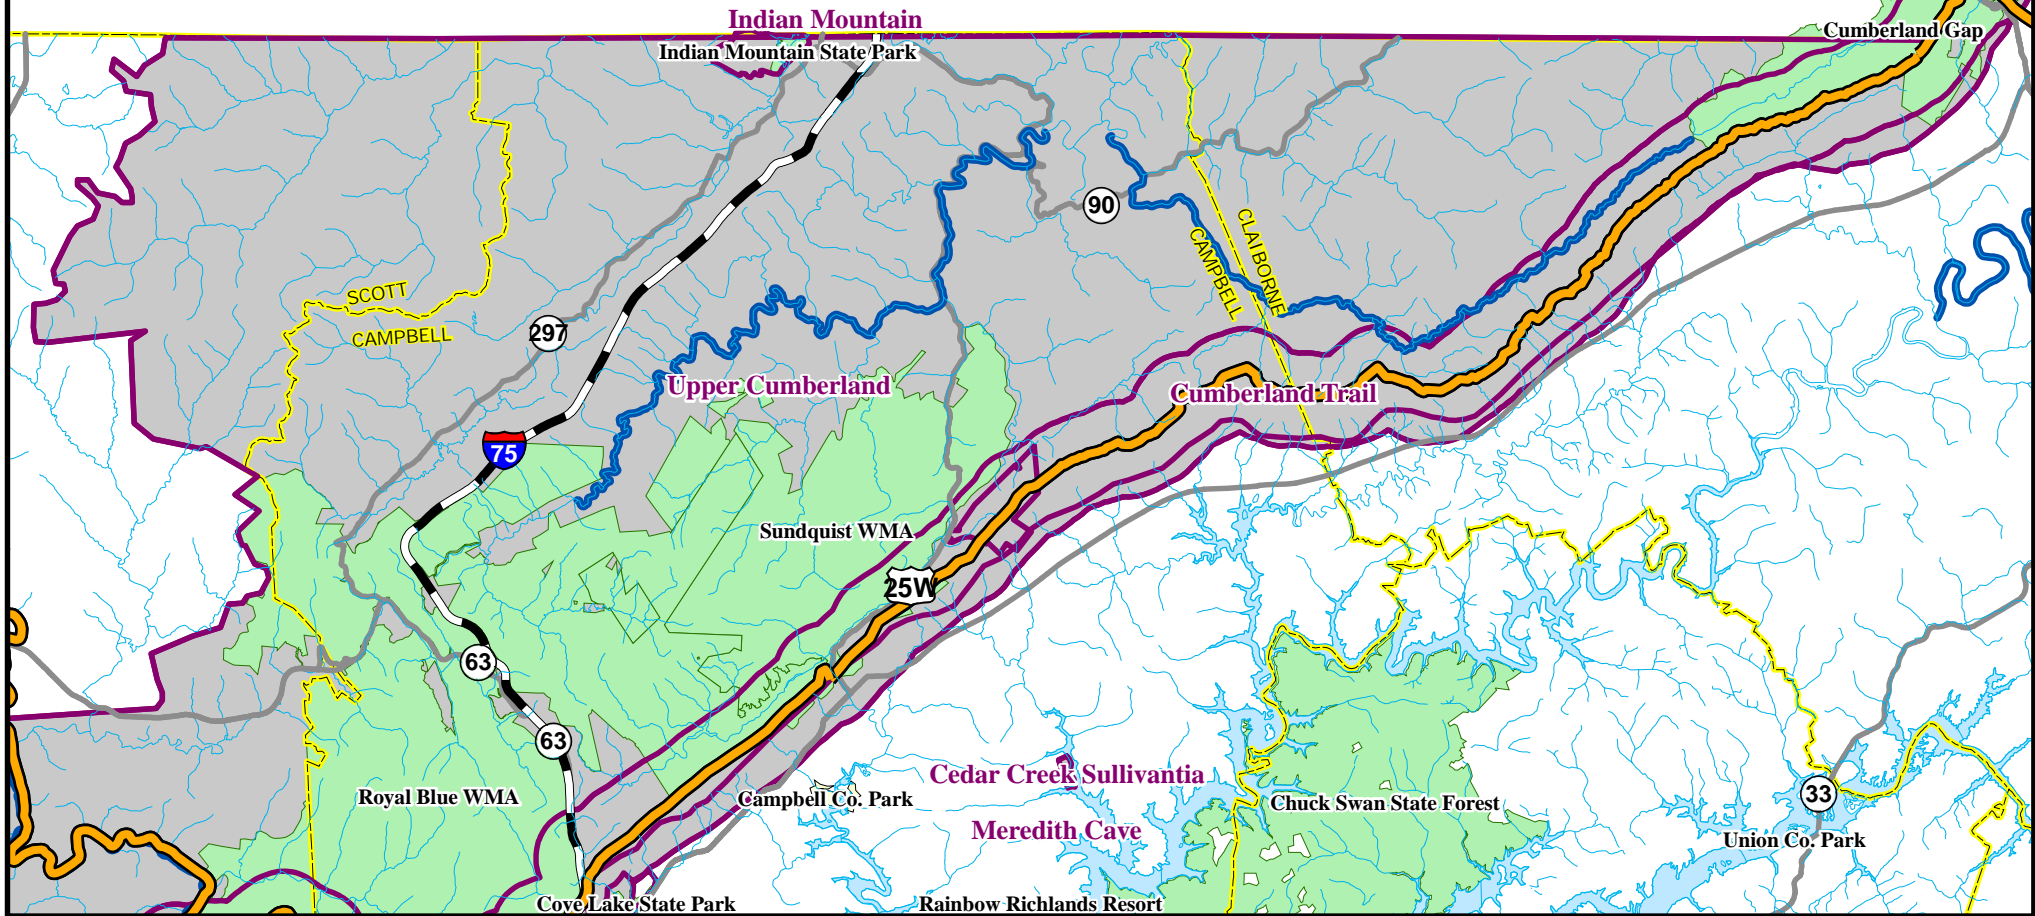 Indian Mountain
Cumberland Gap
Indian Mountain State Park
90
CLAIBORNE
CAMPBELL
SCOTT
CAMPBELL
297
Upper Cumberland
Cumberland Trail
75
Sundquist WMA
25W
63
63
Cedar Creek Sullivantia
Royal Blue WMA
Campbell Co. Park
Chuck Swan State Forest
33
Meredith Cave
Union Co. Park
Cove Lake State Park
Rainbow Richlands Resort